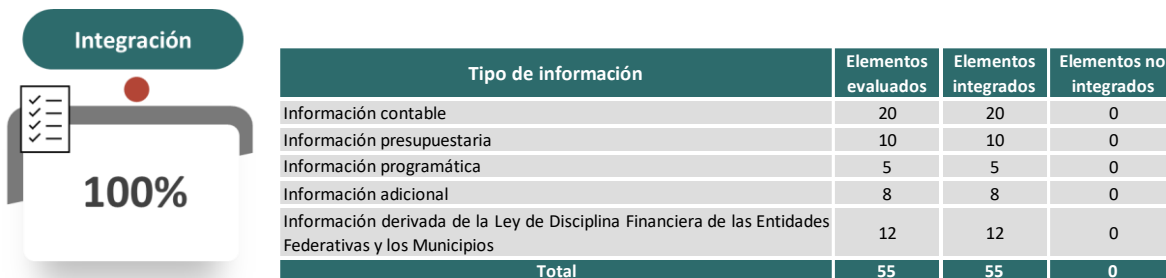 Integración
100%
Tipo de información Elementos evaluados Elementos integrados Elementos no integrados
Información contable 20 20 0
Información presupuestaria 10 10 0
Información programática 5 5 0
Información adicional 8 8 0
Información derivada de la Ley de Disciplina Financiera de las Entidades
Federativas y los Municipios 12 12 0
Total 55 55 0